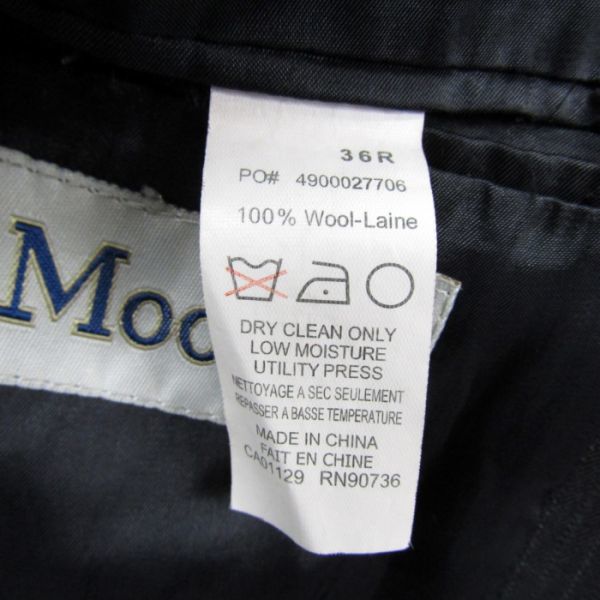 36R
PO# 4900027706
100% Wool-Laine
DRY CLEAN ONLY
LOW MOISTURE
UTILITY PRESS
NETTOYAGE A SEC SEULEMENT
REPASSER A BASSE TEMPERATURE
MADE IN CHINA
FAIT EN CHINE
CA01129 RN90736